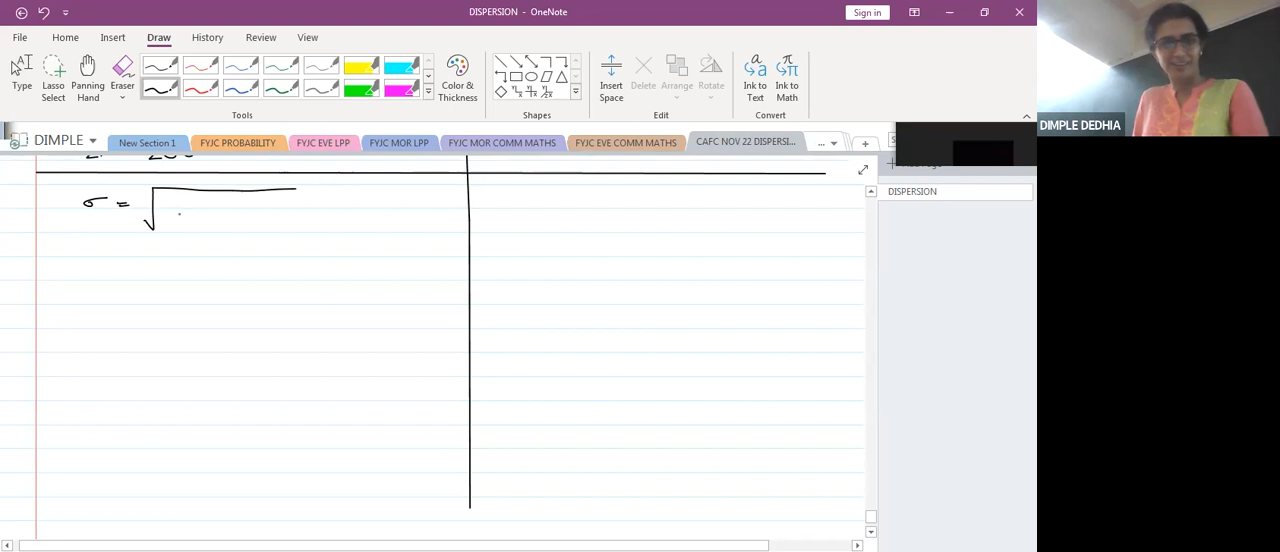 DISPERSION - OneNote
Sign in
File Home Insert Draw History Review View
Type
Lasso Select
Panning Hand
Eraser
Color & Thickness
Insert Space
Delete
Arrange
Rotate
Ink to Text
Ink to Math
Tools
Shapes
Edit
Convert
DIMPLE
New Section 1
FYJC PROBABILITY
FYJC EVE LPP
FYJC MOR LPP
FYJC MOR COMM MATHS
FYJC EVE COMM MATHS
CAFC NOV 22 DISPERSI...
...
DISPERSION
σ = √
DIMPLE DEDHIA